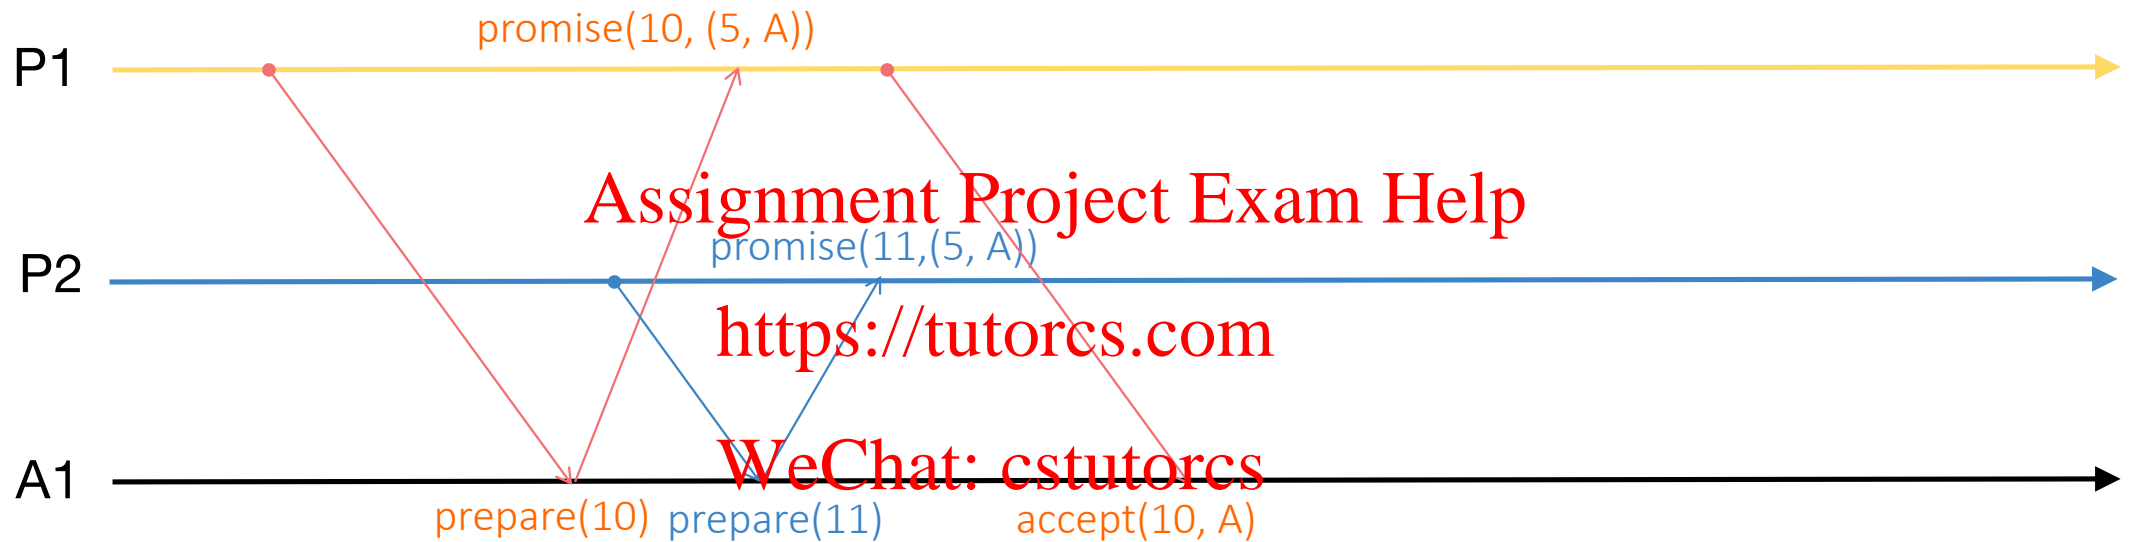 promise(10, (5, A))
P1
Assignment Project Exam Help
promise(11,(5, A))
P2
https://tutorcs.com
WeChat: cstutorcs
A1
prepare(10)
prepare(11)
accept(10, A)